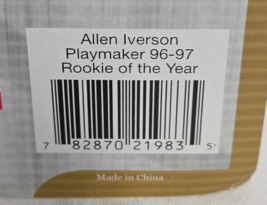 Allen Iverson
Playmaker 96-97
Rookie of the Year
7 82870 21983 5
Made in China